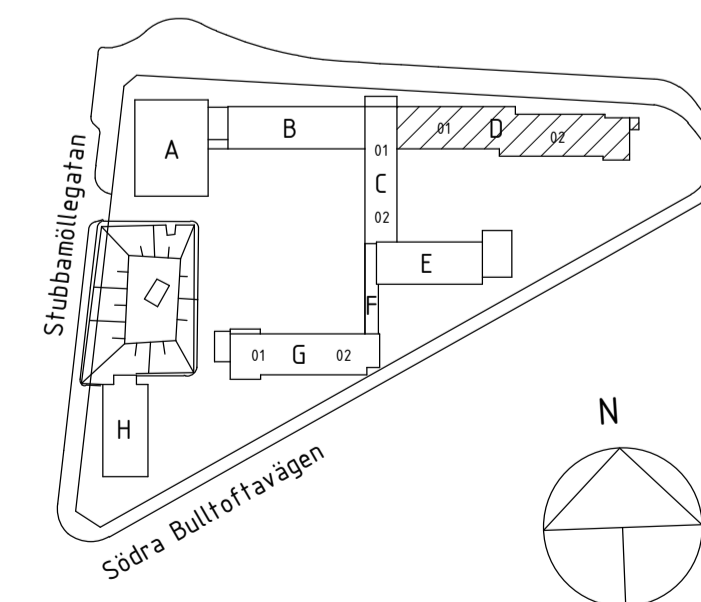 A
B
01
C
02
01
D
02
Stubbamöllegatan
E
F
01
G
02
H
N
Södra Bulltoftavägen